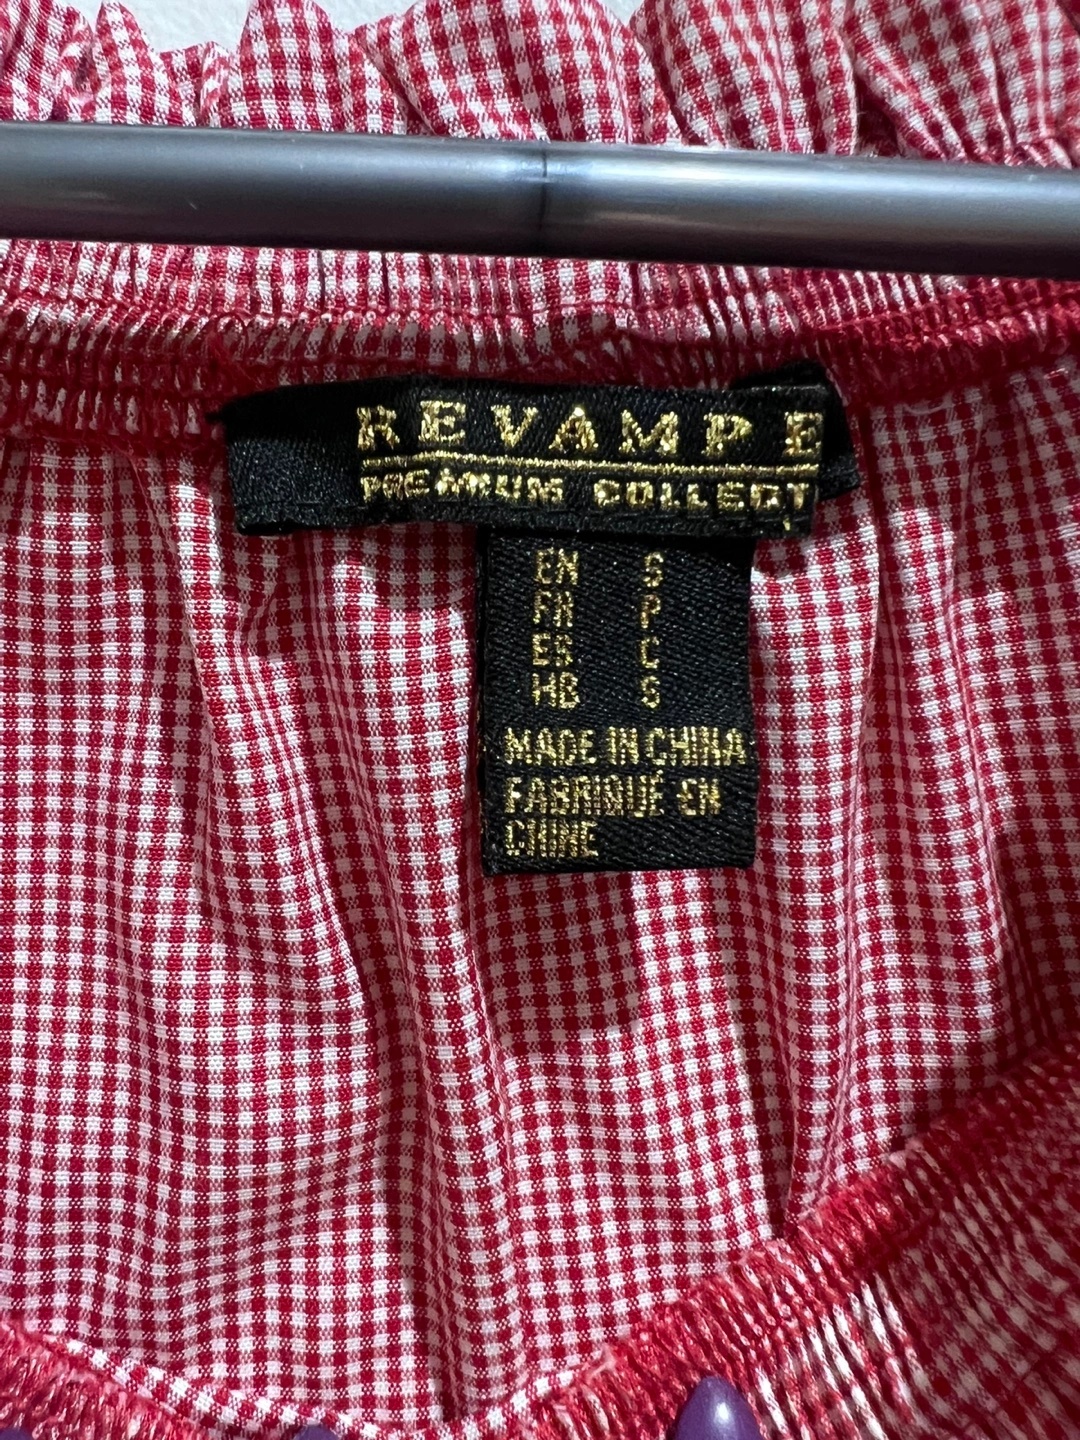 REVAMPE
PREMIUM COLLECT
EN S
FR P
ES C
HB S
MADE IN CHINA
FABRIQUÉ EN
CHINE